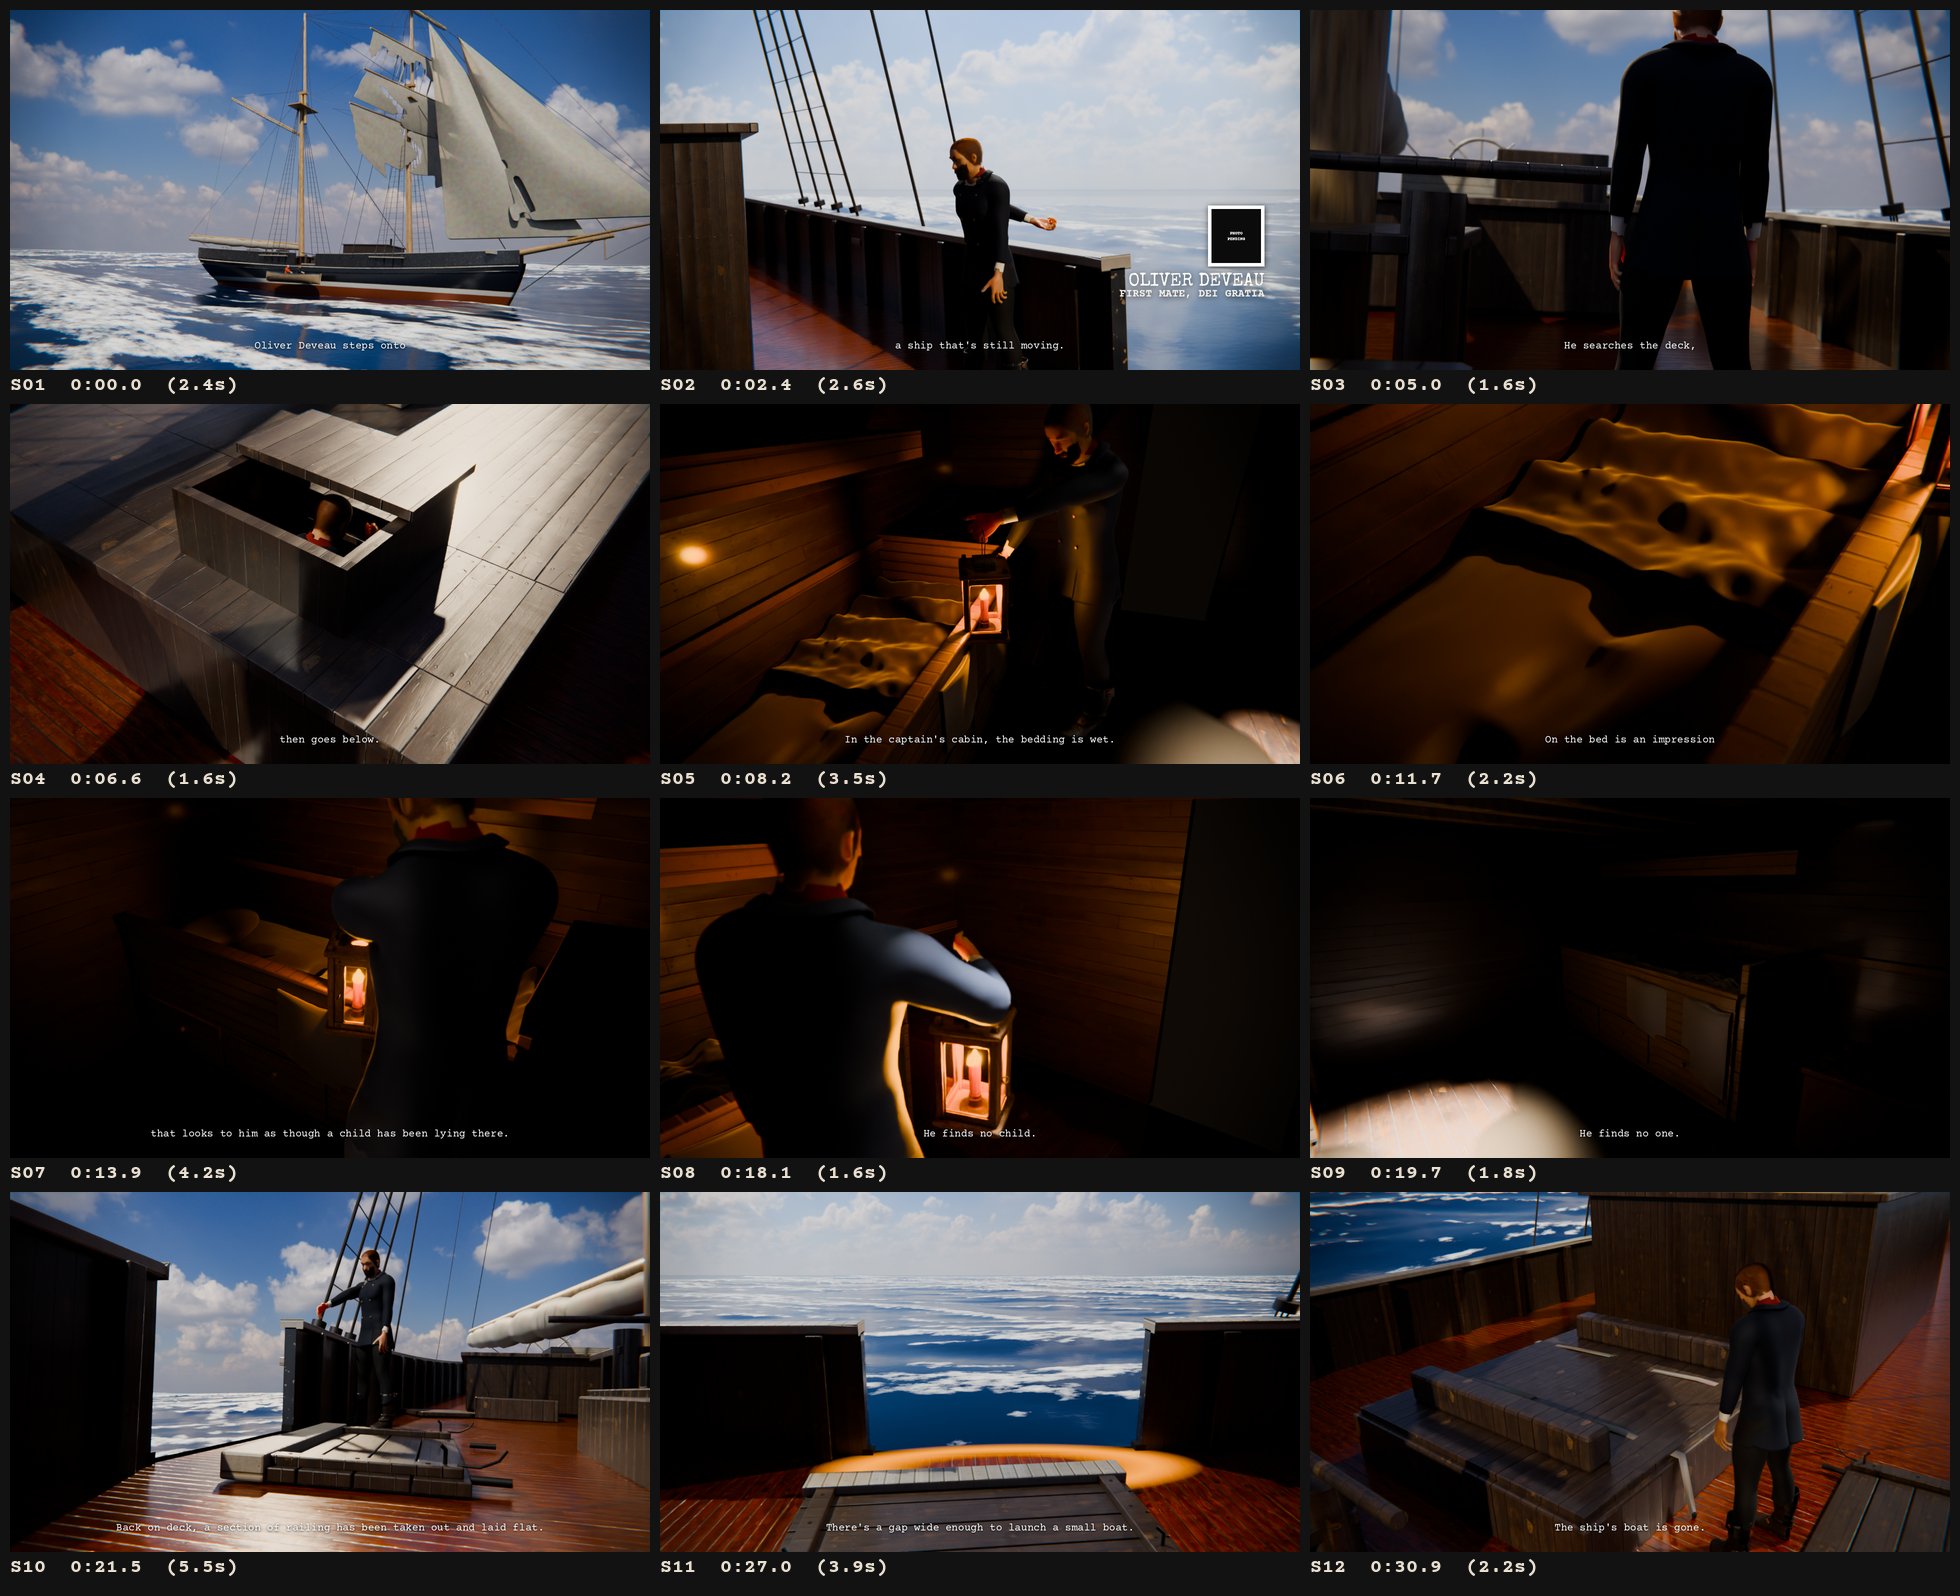 Oliver Deveau steps onto
S01 0:00.0 (2.4s)
PHOTO
PENDING
OLIVER DEVEAU
FIRST MATE, DEI GRATIA
a ship that's still moving.
S02 0:02.4 (2.6s)
He searches the deck,
S03 0:05.0 (1.6s)
then goes below.
S04 0:06.6 (1.6s)
In the captain's cabin, the bedding is wet.
S05 0:08.2 (3.5s)
On the bed is an impression
S06 0:11.7 (2.2s)
that looks to him as though a child has been lying there.
S07 0:13.9 (4.2s)
He finds no child.
S08 0:18.1 (1.6s)
He finds no one.
S09 0:19.7 (1.8s)
Back on deck, a section of railing has been taken out and laid flat.
S10 0:21.5 (5.5s)
There's a gap wide enough to launch a small boat.
S11 0:27.0 (3.9s)
The ship's boat is gone.
S12 0:30.9 (2.2s)